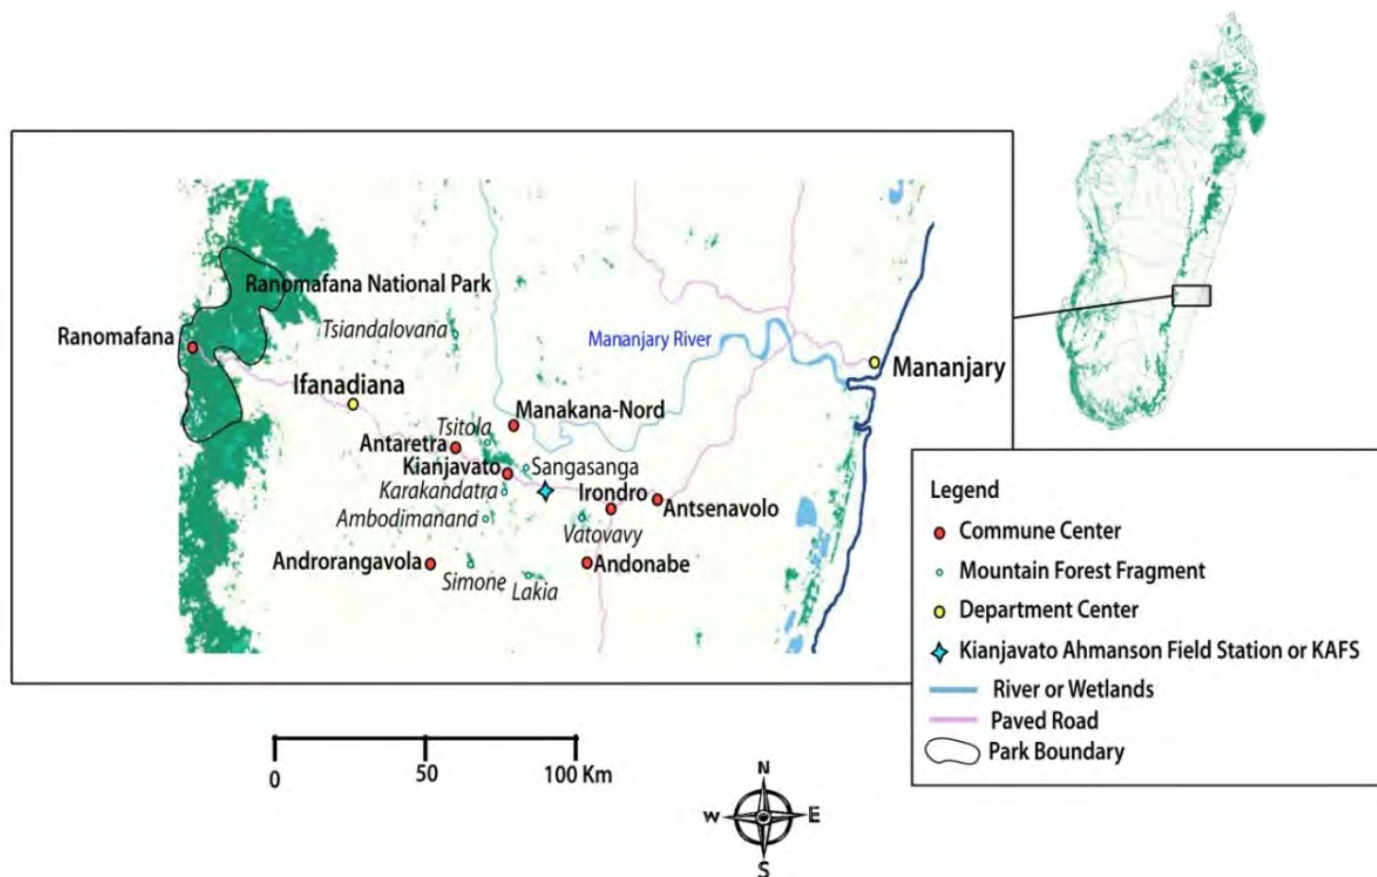 Ranomafana National Park
Tsiandalovana
Ranomafana
Mananjary River
Mananjary
Ifanadiana
Manakana-Nord
Tsitola
Antaretra
Kianjavato
Sangasanga
Karakandatra
Irondro
Antsenavolo
Ambodimanana
Vatovavy
Androrangavola
Andonabe
Simone
Lakia
Legend
Commune Center
Mountain Forest Fragment
Department Center
Kianjavato Ahmanson Field Station or KAFS
River or Wetlands
Paved Road
Park Boundary
0 50 100 Km
N
W E
S